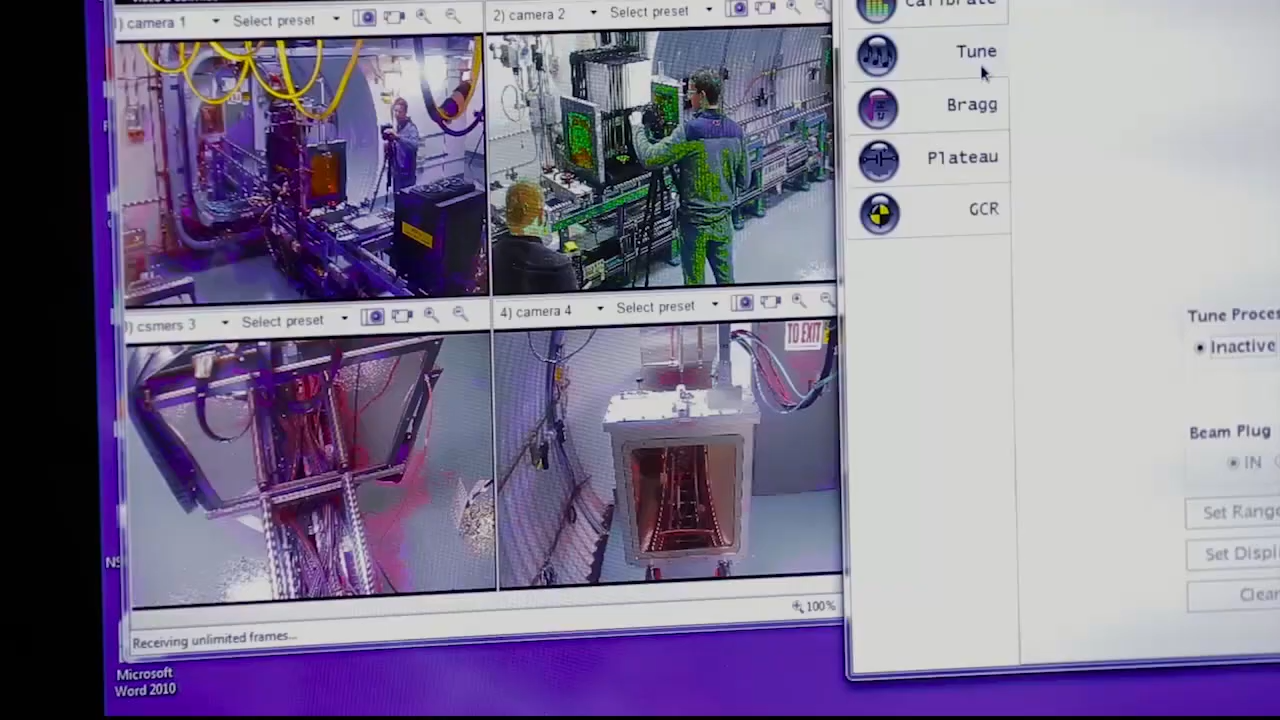 ) camera 1 Select preset
2) camera 2 Select preset
) csmers 3 Select preset
4) camera 4 Select preset
TO EXIT
100%
Receiving unlimited frames...
Microsoft
Word 2010
Calibrate
Tune
Bragg
Plateau
GCR
Tune Proce
Inactive
Beam Plug
IN
Set Range
Set Displ
Clear